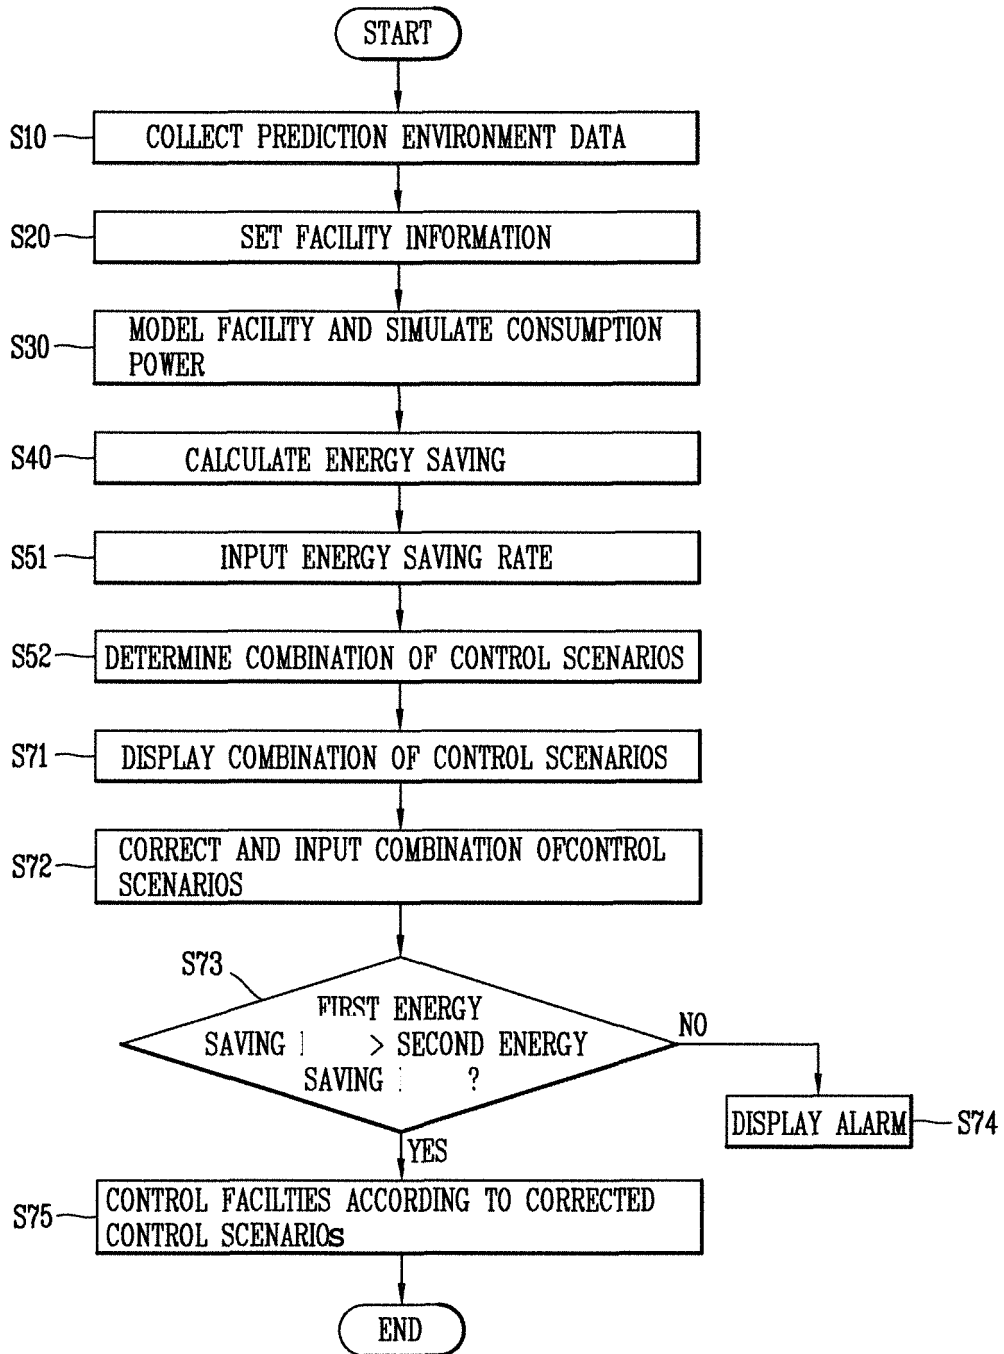 START
S10
COLLECT PREDICTION ENVIRONMENT DATA
S20
SET FACILITY INFORMATION
S30
MODEL FACILITY AND SIMULATE CONSUMPTION
POWER
S40
CALCULATE ENERGY SAVING
S51
INPUT ENERGY SAVING RATE
S52
DETERMINE COMBINATION OF CONTROL SCENARIOS
S71
DISPLAY COMBINATION OF CONTROL SCENARIOS
S72
CORRECT AND INPUT COMBINATION OFCONTROL
SCENARIOS
S73
FIRST ENERGY
SAVING > SECOND ENERGY
SAVING ?
NO
DISPLAY ALARM
S74
YES
S75
CONTROL FACILTIES ACCORDING TO CORRECTED
CONTROL SCENARIOs
END